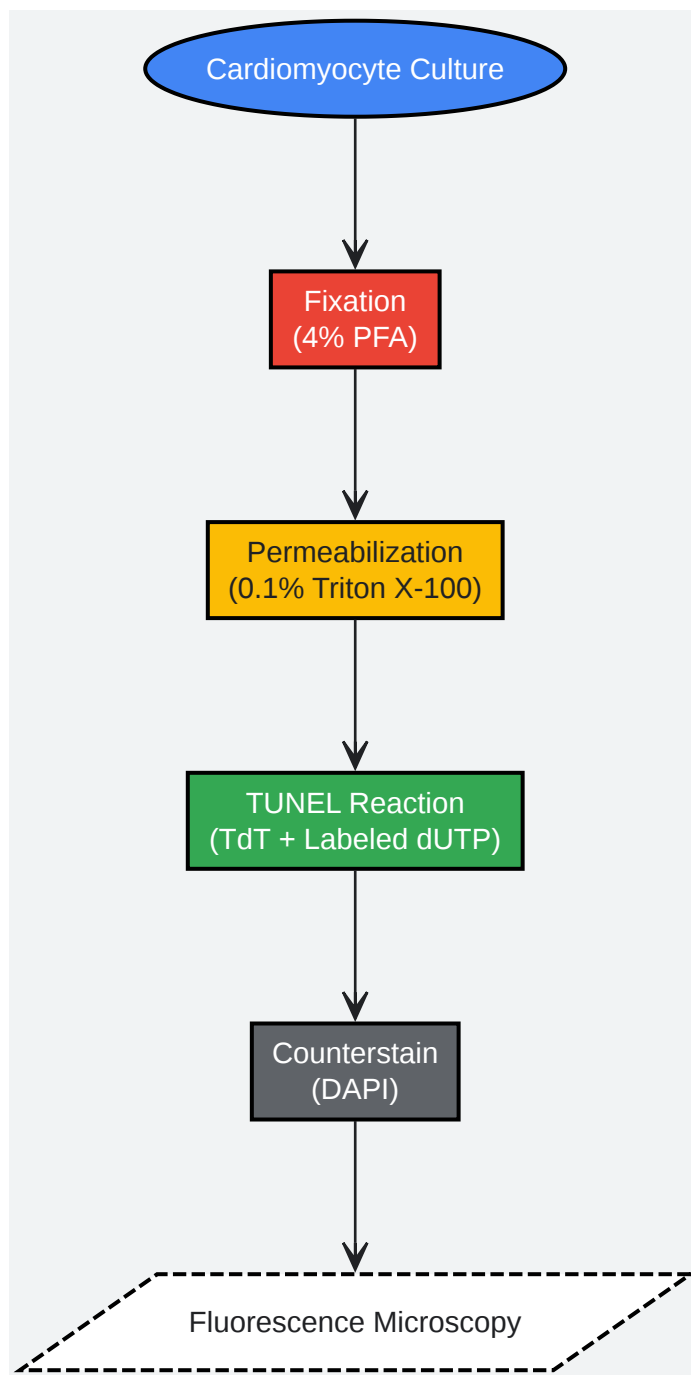 Cardiomyocyte Culture
Fixation
(4% PFA)
Permeabilization
(0.1% Triton X-100)
TUNEL Reaction
(TdT + Labeled dUTP)
Counterstain
(DAPI)
Fluorescence Microscopy